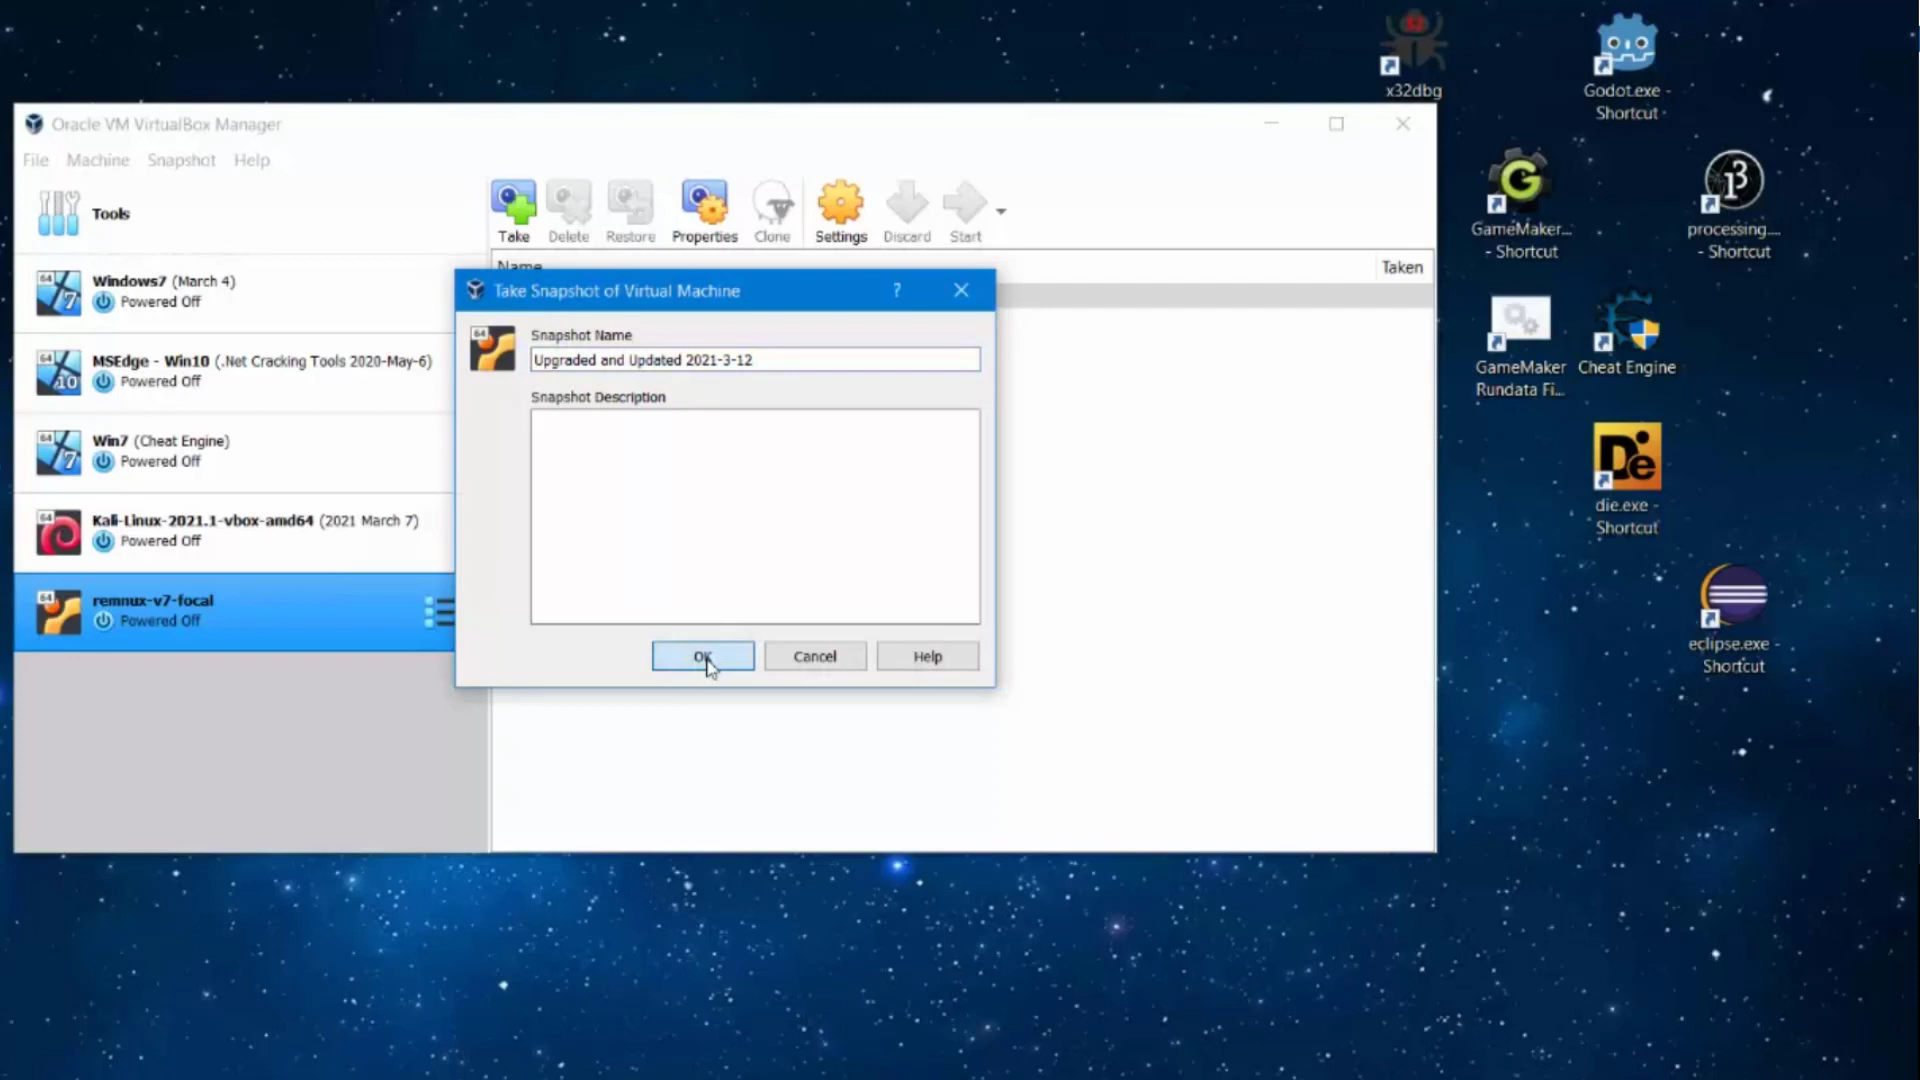 x32dbg
Godot.exe -
Shortcut
Oracle VM VirtualBox Manager
File Machine Snapshot Help
Tools
Take Delete Restore Properties Clone Settings Discard Start
GameMaker...
- Shortcut
processing....
- Shortcut
Name Taken
Windows7 (March 4)
Powered Off
MSEdge - Win10 (.Net Cracking Tools 2020-May-6)
Powered Off
Win7 (Cheat Engine)
Powered Off
Kali-Linux-2021.1-vbox-amd64 (2021 March 7)
Powered Off
remnux-v7-focal
Powered Off
Take Snapshot of Virtual Machine
Snapshot Name
Upgraded and Updated 2021-3-12
Snapshot Description
OK Cancel Help
GameMaker
Rundata Fi...
Cheat Engine
die.exe -
Shortcut
eclipse.exe -
Shortcut